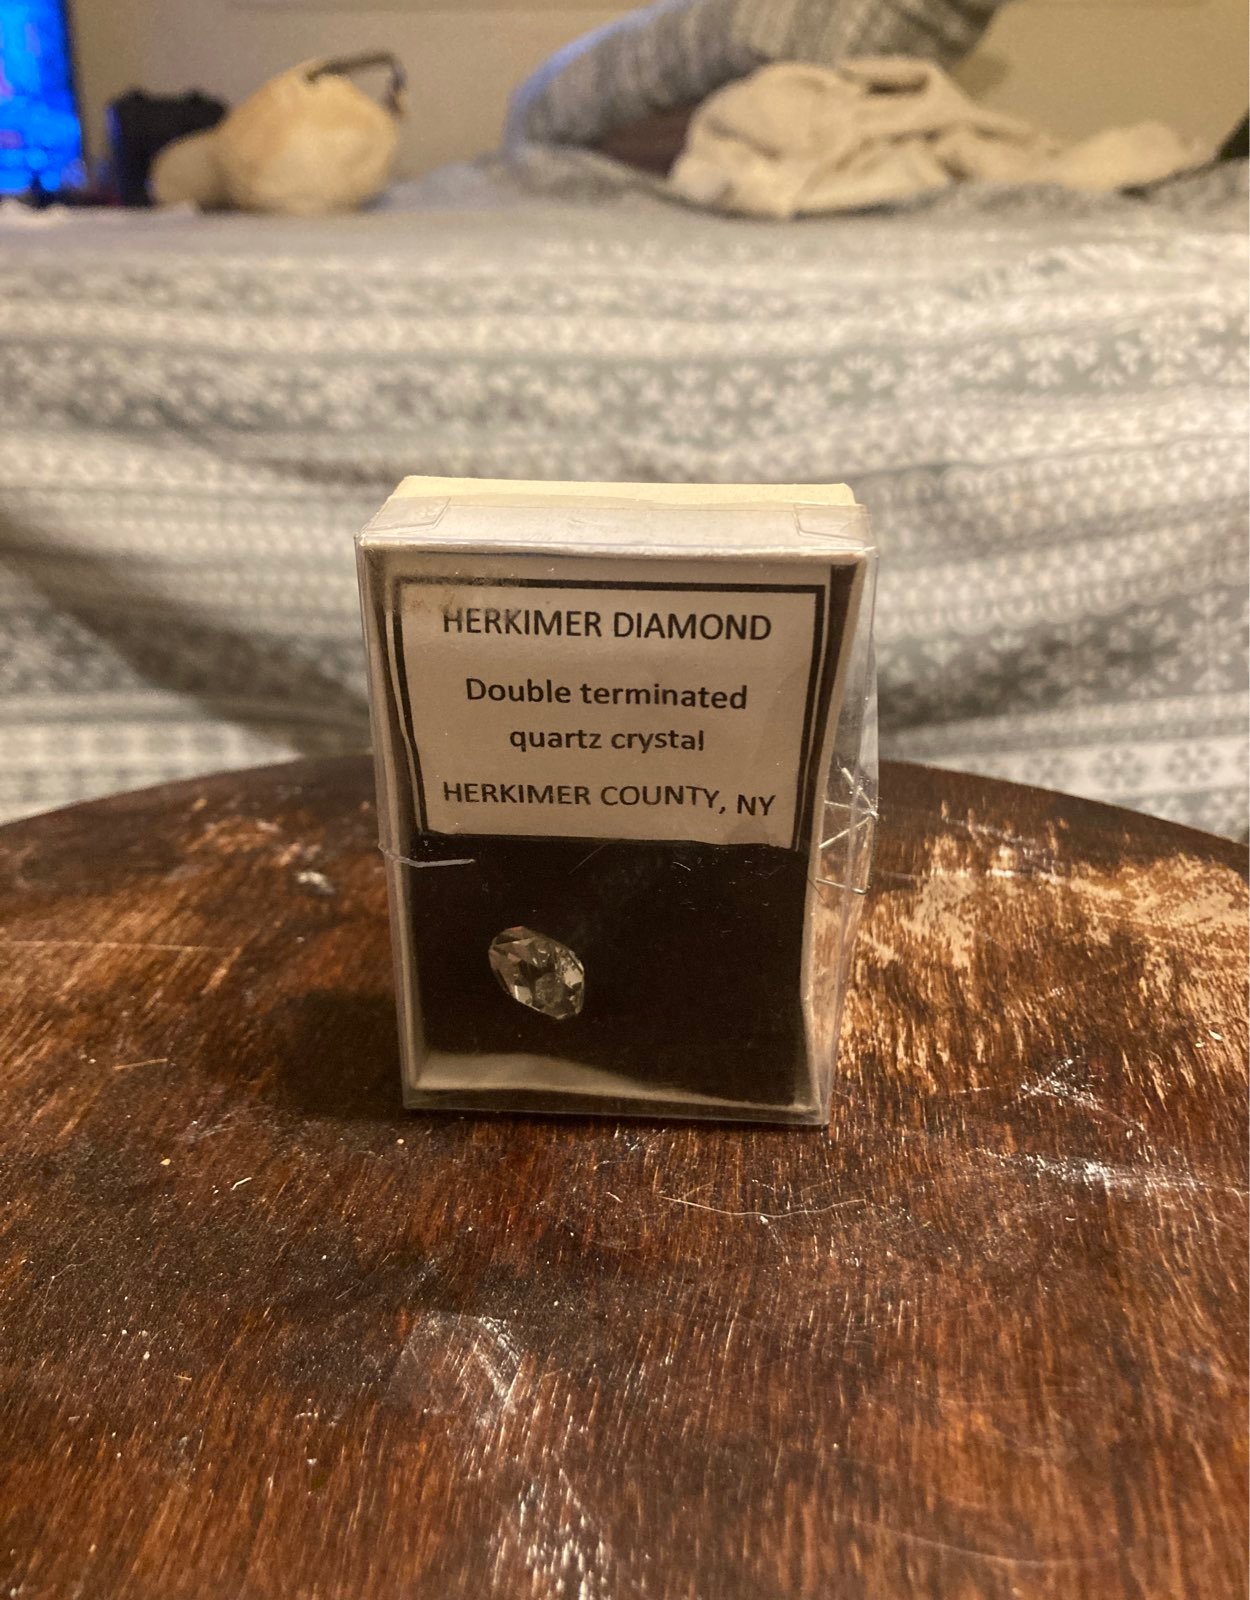 HERKIMER DIAMOND
Double terminated
quartz crystal
HERKIMER COUNTY, NY